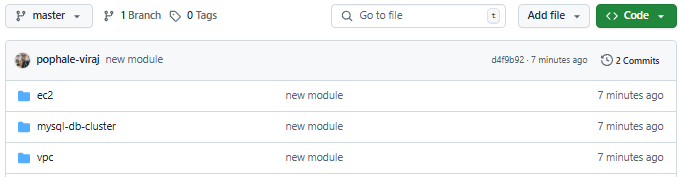 master 1 Branch 0 Tags Go to file t Add file Code
pophale-viraj new module d4f9b92 · 7 minutes ago 2 Commits
ec2 new module 7 minutes ago
mysql-db-cluster new module 7 minutes ago
vpc new module 7 minutes ago